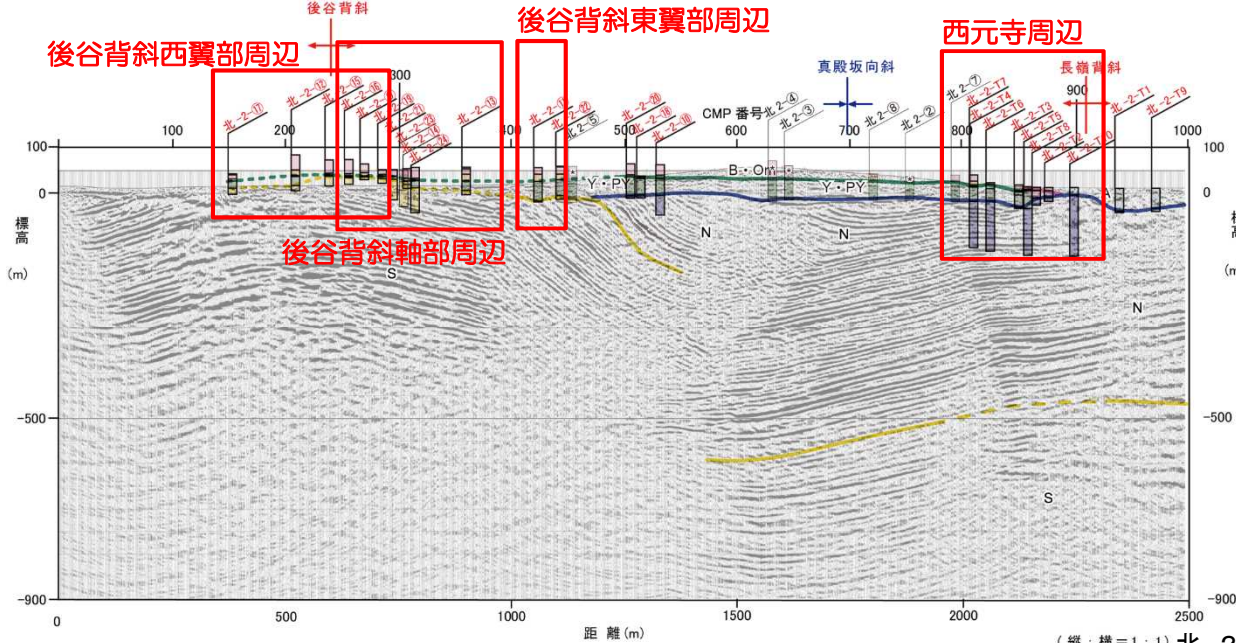 後谷背斜
後谷背斜東翼部周辺
後谷背斜西翼部周辺
西元寺周辺
真殿坂向斜
長嶺背斜
300
900
北-2-⑰
北-2-⑫
北-2-⑮
北-2-⑬
北 2-⑤
北-2-⑳
北-2-⑱
北-2-⑩
CMP 番号
北 2-④
北 2-③
北 2-⑧
北 2-②
北 2-⑦
北-2-T7
北-2-T4
北-2-T6
北-2-T3
北-2-T5
北-2-T8
北-2-T2
北-2-T10
北-2-T1
北-2-T9
100 200 300 400 500 600 700 800 1000
100
0
標高
(m)
-500
-900
100
0
-500
-900
B・Om
Y・PY
Y・PY
N
N
N
S
S
後谷背斜軸部周辺
0 500 1000 1500 2000 2500
距離(m)
(縦:横=1:1)
北-2